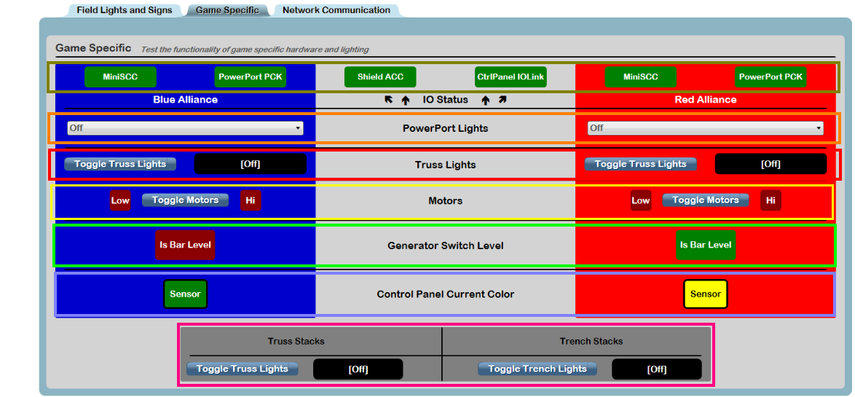 Field Lights and Signs Game Specific Network Communication
Game Specific Test the functionality of game specific hardware and lighting
MiniSCC PowerPort PCK Shield ACC CtrlPanel IOLink MiniSCC PowerPort PCK
Blue Alliance IO Status Red Alliance
Off PowerPort Lights Off
Toggle Truss Lights [Off] Truss Lights Toggle Truss Lights [Off]
Low Toggle Motors Hi Motors Low Toggle Motors Hi
Is Bar Level Generator Switch Level Is Bar Level
Sensor Control Panel Current Color Sensor
Truss Stacks Trench Stacks
Toggle Truss Lights [Off] Toggle Trench Lights [Off]